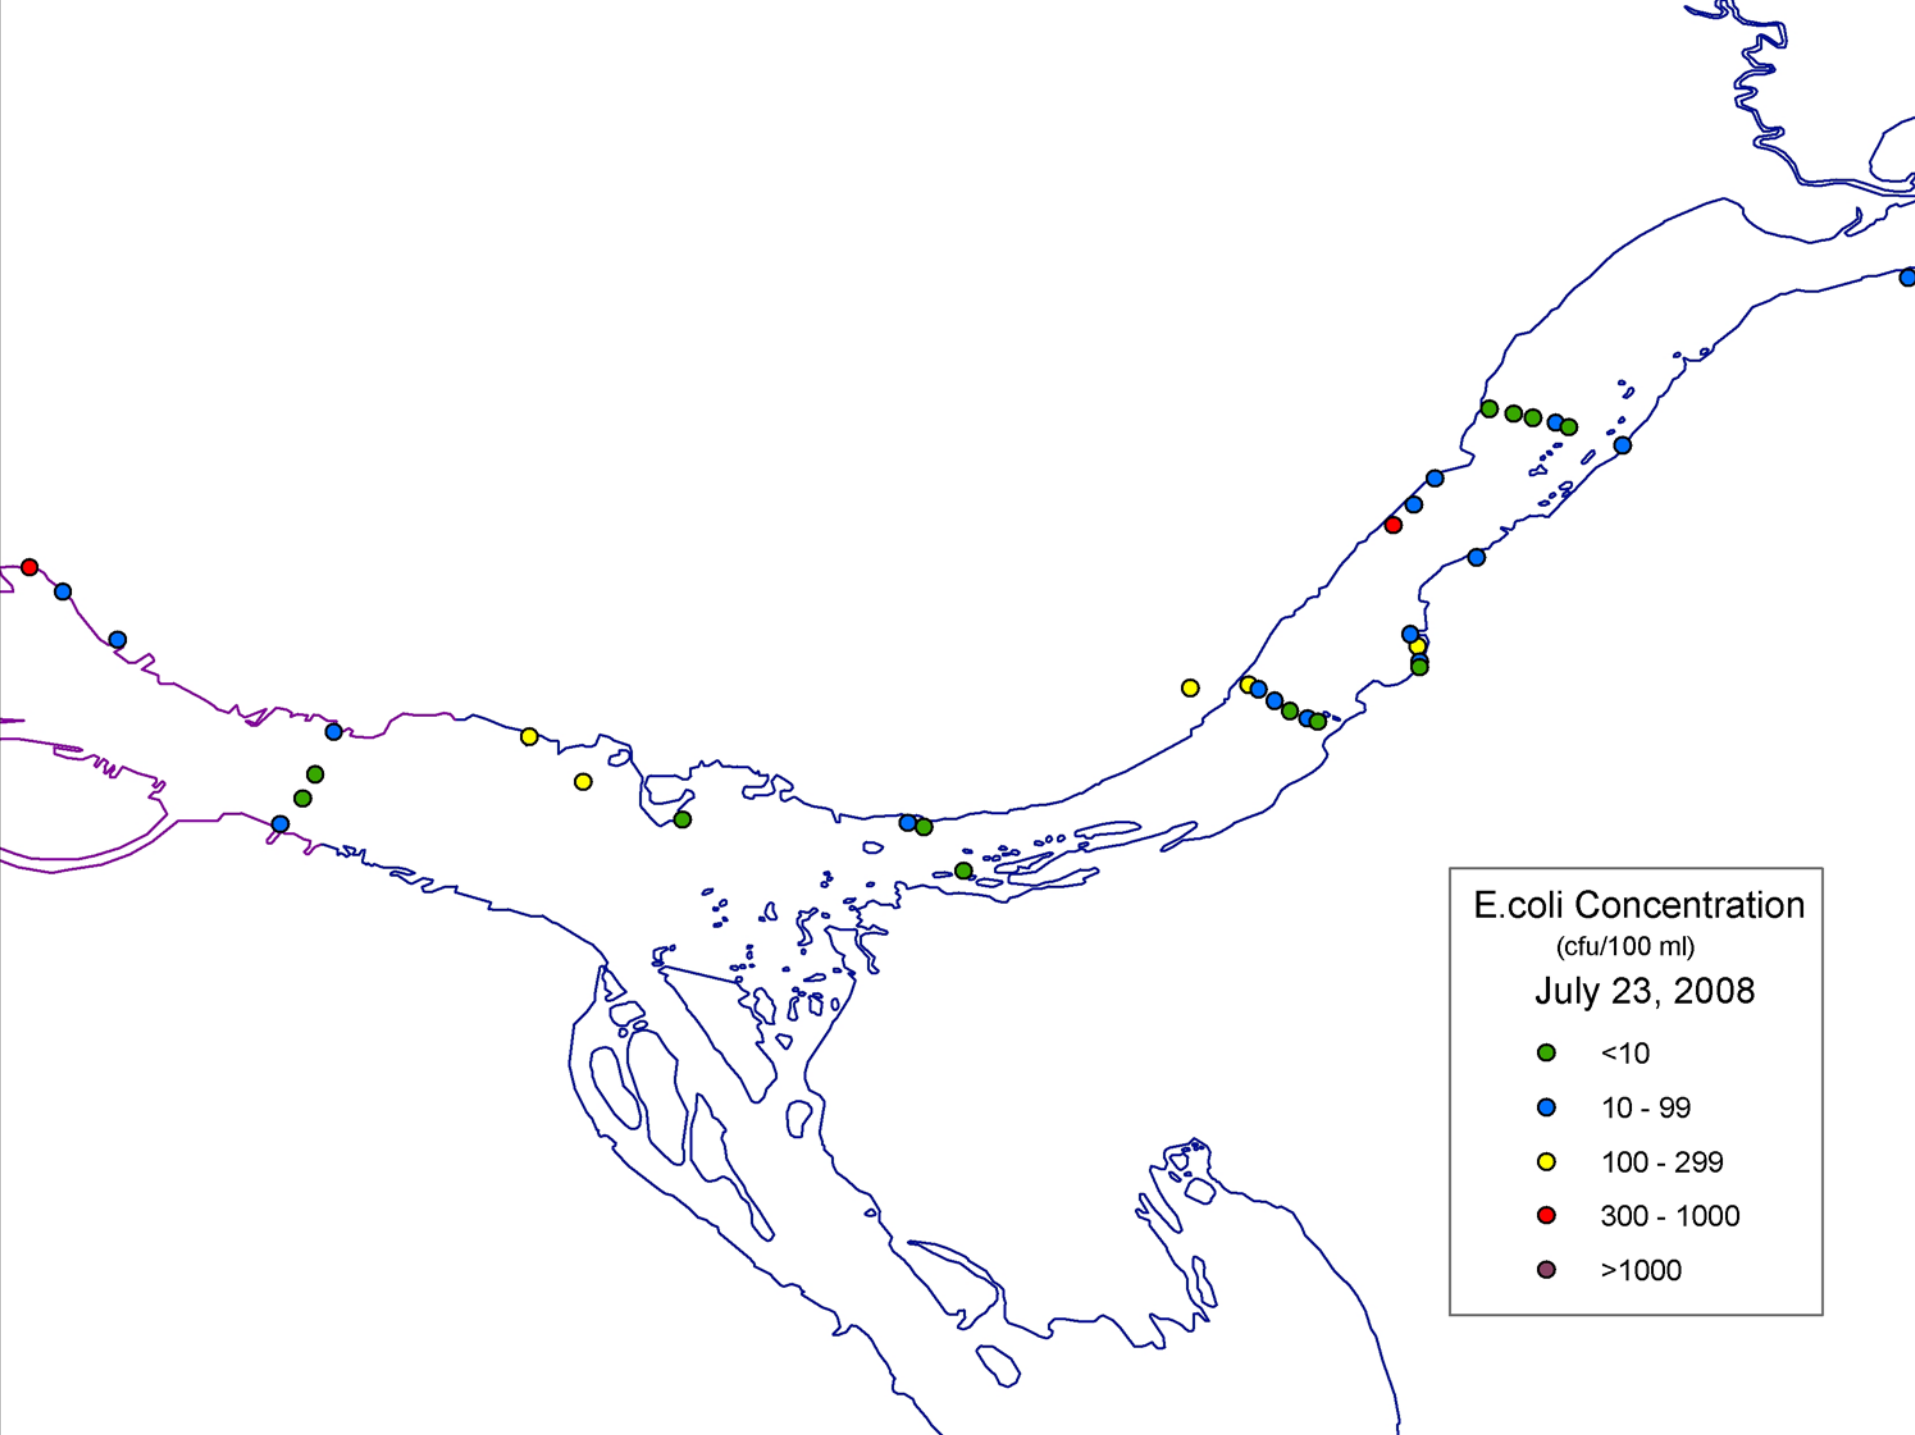 E.coli Concentration
(cfu/100 ml)
July 23, 2008
<10
10 - 99
100 - 299
300 - 1000
>1000